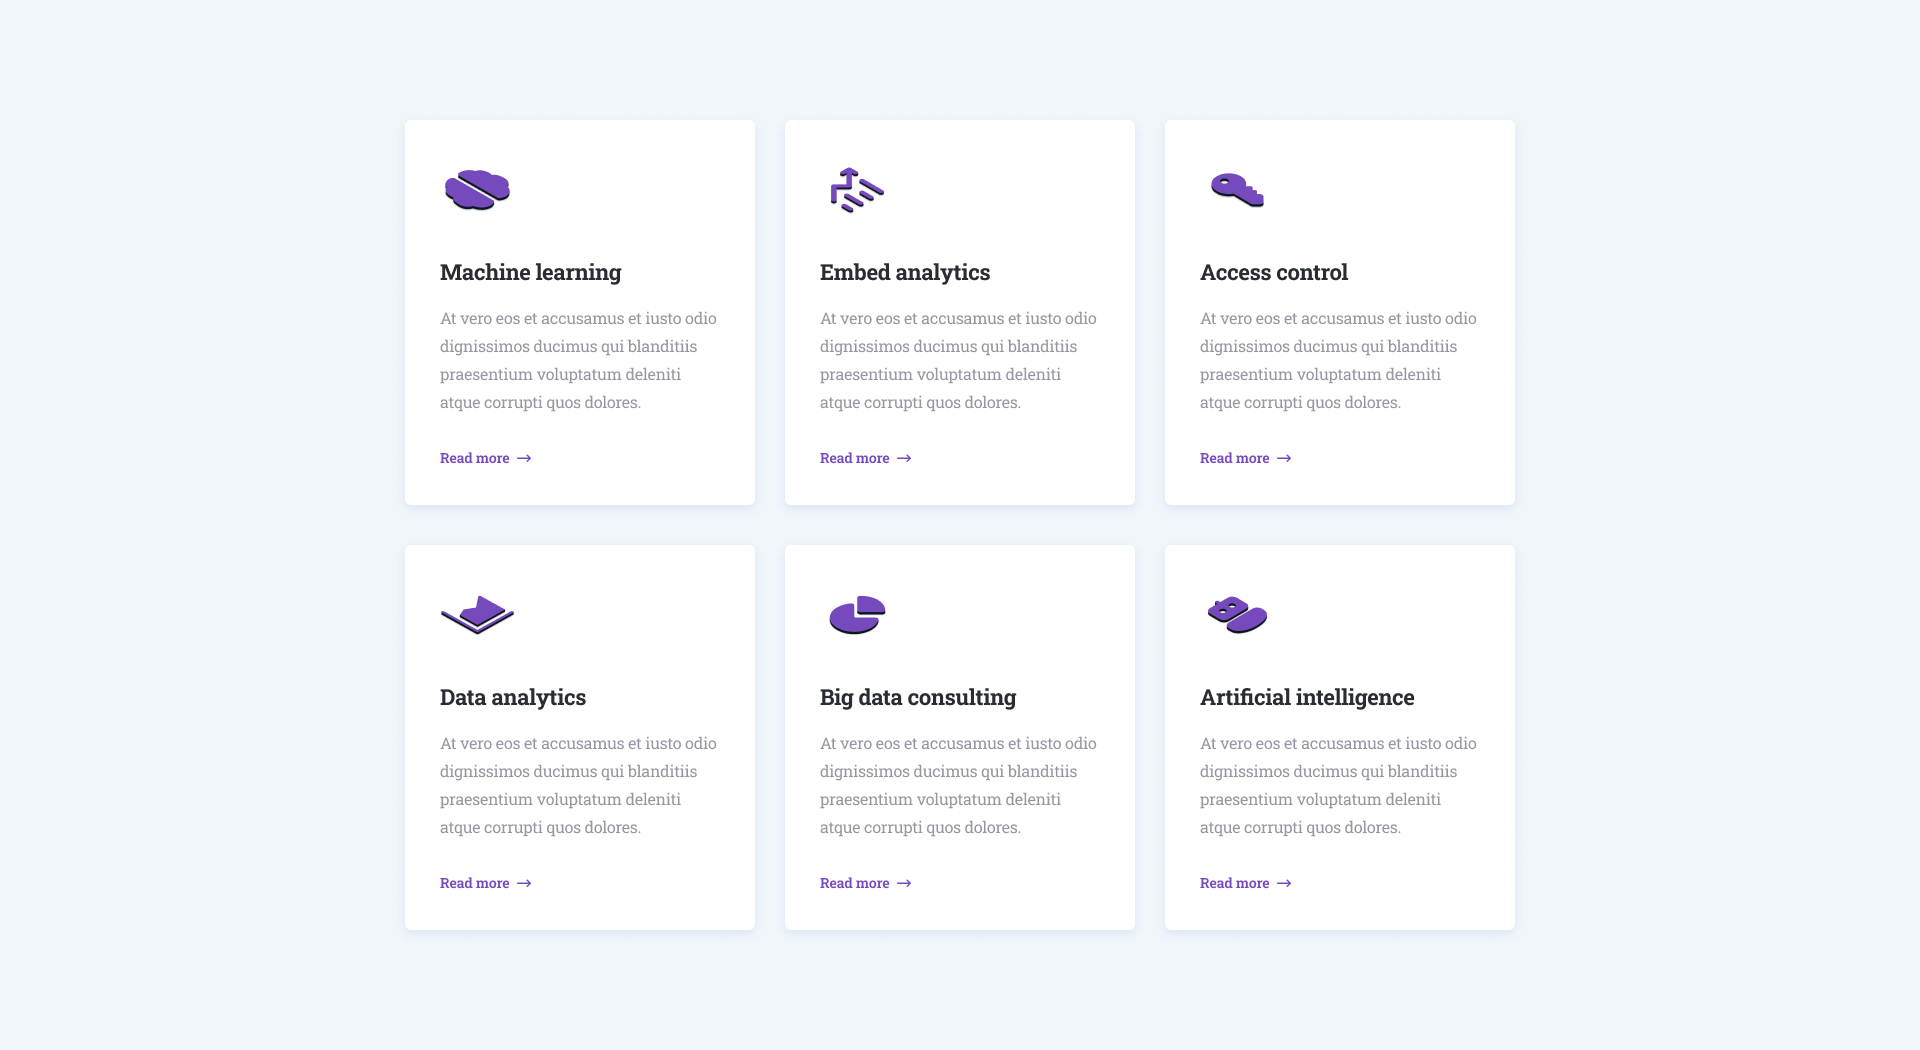 Machine learning
At vero eos et accusamus et iusto odio
dignissimos ducimus qui blanditiis
praesentium voluptatum deleniti
atque corrupti quos dolores.
Read more
Embed analytics
At vero eos et accusamus et iusto odio
dignissimos ducimus qui blanditiis
praesentium voluptatum deleniti
atque corrupti quos dolores.
Read more
Access control
At vero eos et accusamus et iusto odio
dignissimos ducimus qui blanditiis
praesentium voluptatum deleniti
atque corrupti quos dolores.
Read more
Data analytics
At vero eos et accusamus et iusto odio
dignissimos ducimus qui blanditiis
praesentium voluptatum deleniti
atque corrupti quos dolores.
Read more
Big data consulting
At vero eos et accusamus et iusto odio
dignissimos ducimus qui blanditiis
praesentium voluptatum deleniti
atque corrupti quos dolores.
Read more
Artificial intelligence
At vero eos et accusamus et iusto odio
dignissimos ducimus qui blanditiis
praesentium voluptatum deleniti
atque corrupti quos dolores.
Read more